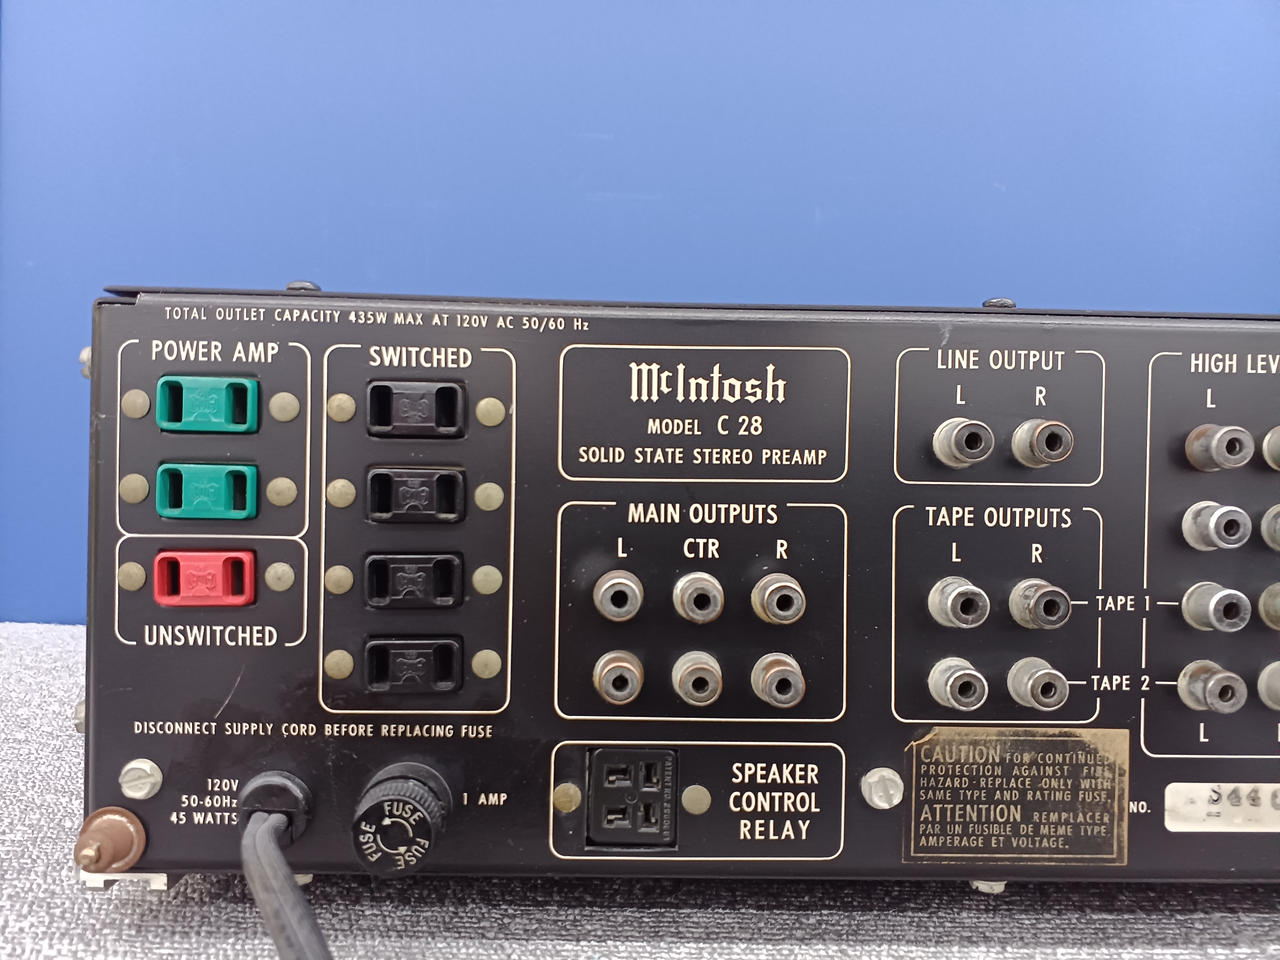 TOTAL OUTLET CAPACITY 435W MAX AT 120V AC 50/60 Hz
POWER AMP
SWITCHED
UNSWITCHED
McIntosh
MODEL C 28
SOLID STATE STEREO PREAMP
LINE OUTPUT
L R
HIGH
L
MAIN OUTPUTS
L CTR R
TAPE OUTPUTS
L R
TAPE 1
TAPE 2
L
DISCONNECT SUPPLY CORD BEFORE REPLACING FUSE
120V
50-60Hz
45 WATTS
FUSE
FUSE
FUSE
1 AMP
SPEAKER
CONTROL
RELAY
CAUTION FOR CONTINUED
PROTECTION AGAINST FIRE
HAZARD-REPLACE ONLY WITH
SAME TYPE AND RATING FUSE
ATTENTION REMPLACER
PAR UN FUSIBLE DE MEME TYPE,
AMPERAGE ET VOLTAGE.
NO.